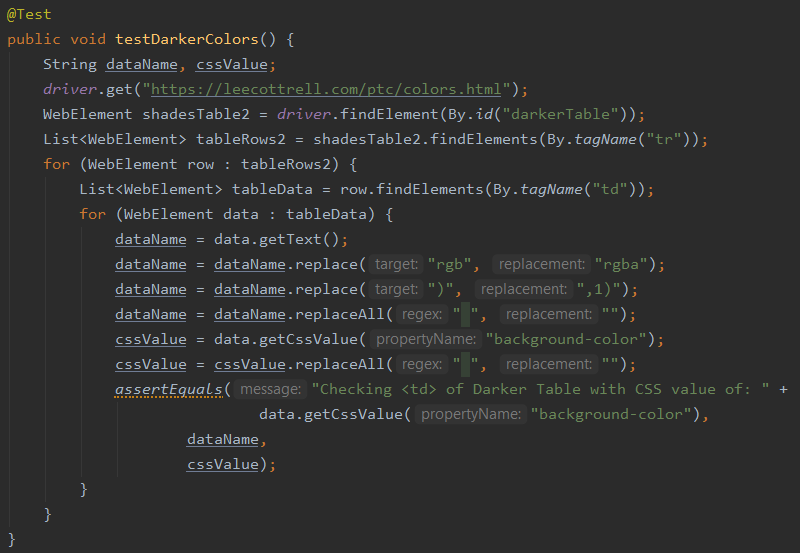 @Test
public void testDarkerColors() {
    String dataName, cssValue;
    driver.get("https://leecottrell.com/ptc/colors.html");
    WebElement shadesTable2 = driver.findElement(By.id("darkerTable"));
    List<WebElement> tableRows2 = shadesTable2.findElements(By.tagName("tr"));
    for (WebElement row : tableRows2) {
        List<WebElement> tableData = row.findElements(By.tagName("td"));
        for (WebElement data : tableData) {
            dataName = data.getText();
            dataName = dataName.replace( target: "rgb", replacement: "rgba");
            dataName = dataName.replace( target: ")", replacement: ",1)");
            dataName = dataName.replaceAll( regex: " ", replacement: "");
            cssValue = data.getCssValue( propertyName: "background-color");
            cssValue = cssValue.replaceAll( regex: " ", replacement: "");
            assertEquals( message: "Checking <td> of Darker Table with CSS value of: " +
                            data.getCssValue( propertyName: "background-color"),
                    dataName,
                    cssValue);
        }
    }
}